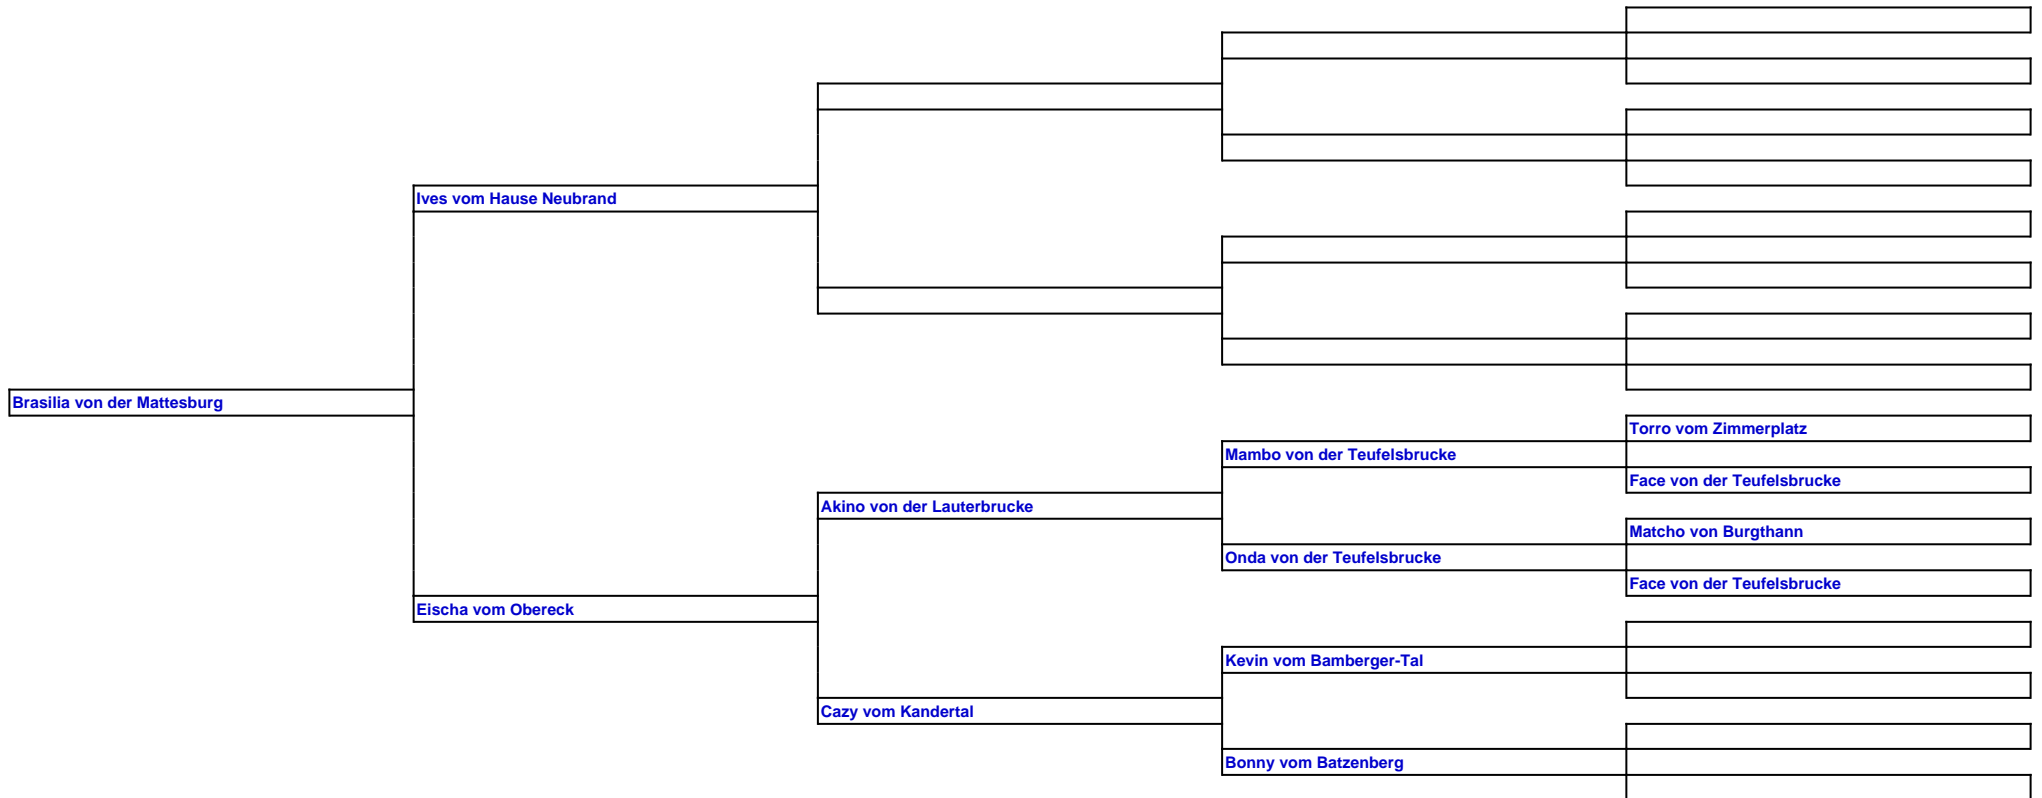 Ives vom Hause Neubrand
Brasilia von der Mattesburg
Torro vom Zimmerplatz
Mambo von der Teufelsbrucke
Face von der Teufelsbrucke
Akino von der Lauterbrucke
Matcho von Burgthann
Onda von der Teufelsbrucke
Face von der Teufelsbrucke
Eischa vom Obereck
Kevin vom Bamberger-Tal
Cazy vom Kandertal
Bonny vom Batzenberg